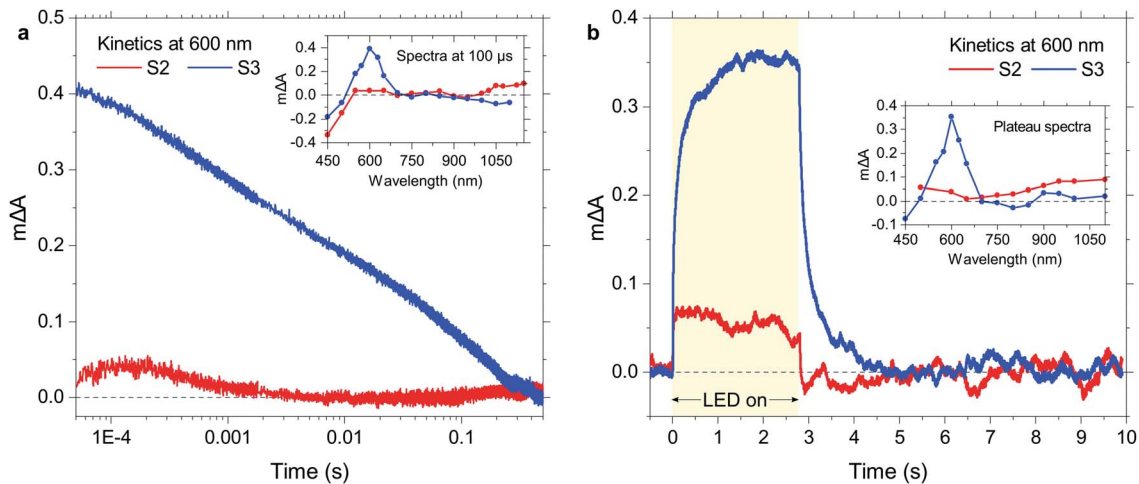 a
Kinetics at 600 nm
S2 S3
Spectra at 100 µs
m∆A
0.4
0.2
0.0
-0.2
-0.4
450 600 750 900 1050
Wavelength (nm)
m∆A
0.5
0.4
0.3
0.2
0.1
0.0
1E-4 0.001 0.01 0.1
Time (s)
b
Kinetics at 600 nm
S2 S3
Plateau spectra
m∆A
0.4
0.3
0.2
0.1
0.0
-0.1
450 600 750 900 1050
Wavelength (nm)
m∆A
0.4
0.3
0.2
0.1
0.0
LED on
0 1 2 3 4 5 6 7 8 9 10
Time (s)